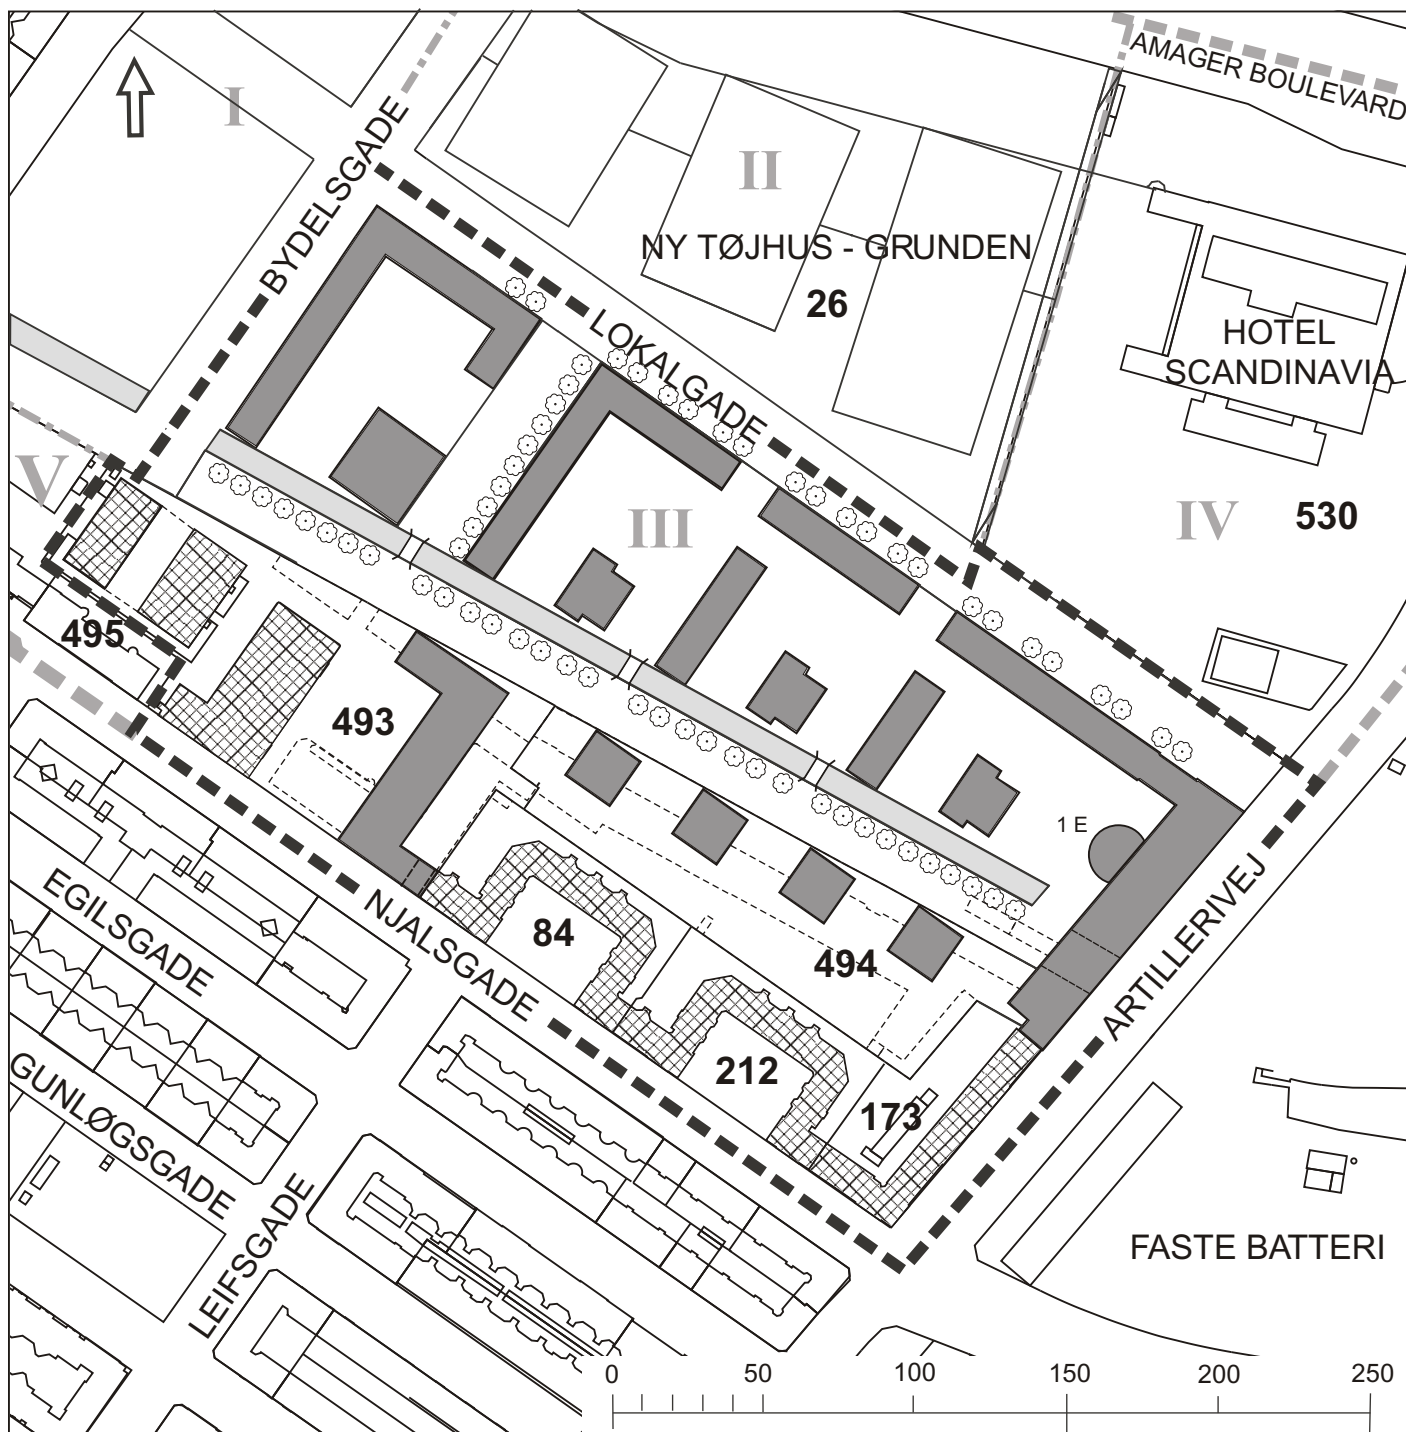 AMAGER BOULEVARD
I
BYDELSGADE
II
NY TØJHUS - GRUNDEN
26
HOTEL
SCANDINAVIA
LOKALGADE
V
III
IV
530
495
493
1 E
EGILSGADE
NJALSGADE
84
494
ARTILLERIVEJ
GUNLØGSGADE
212
173
LEIFSGADE
FASTE BATTERI
0 50 100 150 200 250